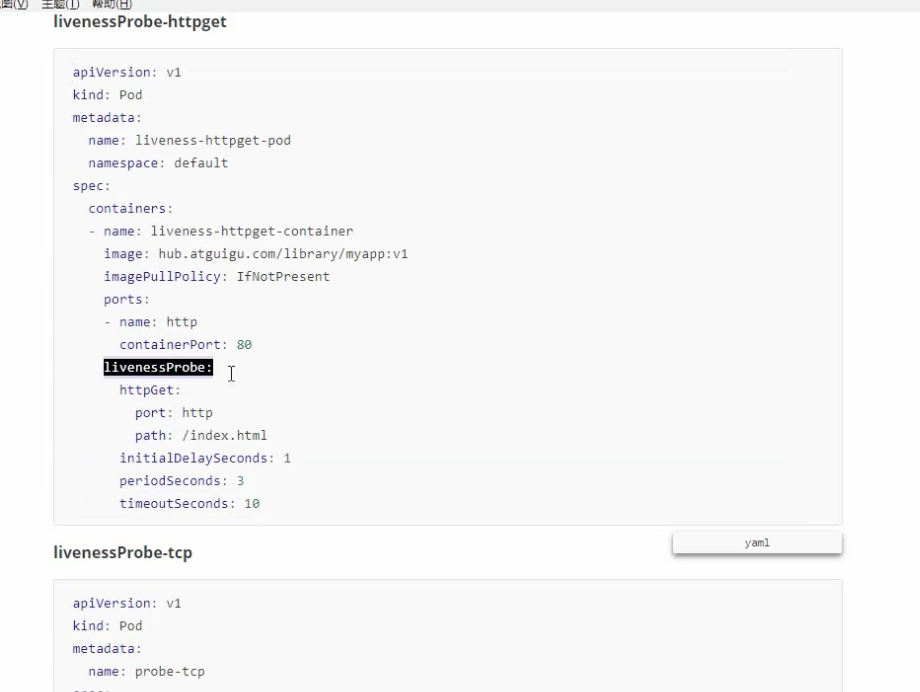 图(V) 主题(T) 帮助(H)
livenessProbe-httpget
apiVersion: v1
kind: Pod
metadata:
  name: liveness-httpget-pod
  namespace: default
spec:
  containers:
  - name: liveness-httpget-container
    image: hub.atguigu.com/library/myapp:v1
    imagePullPolicy: IfNotPresent
    ports:
    - name: http
      containerPort: 80
    livenessProbe:
      httpGet:
        port: http
        path: /index.html
      initialDelaySeconds: 1
      periodSeconds: 3
      timeoutSeconds: 10
yaml
livenessProbe-tcp
apiVersion: v1
kind: Pod
metadata:
  name: probe-tcp